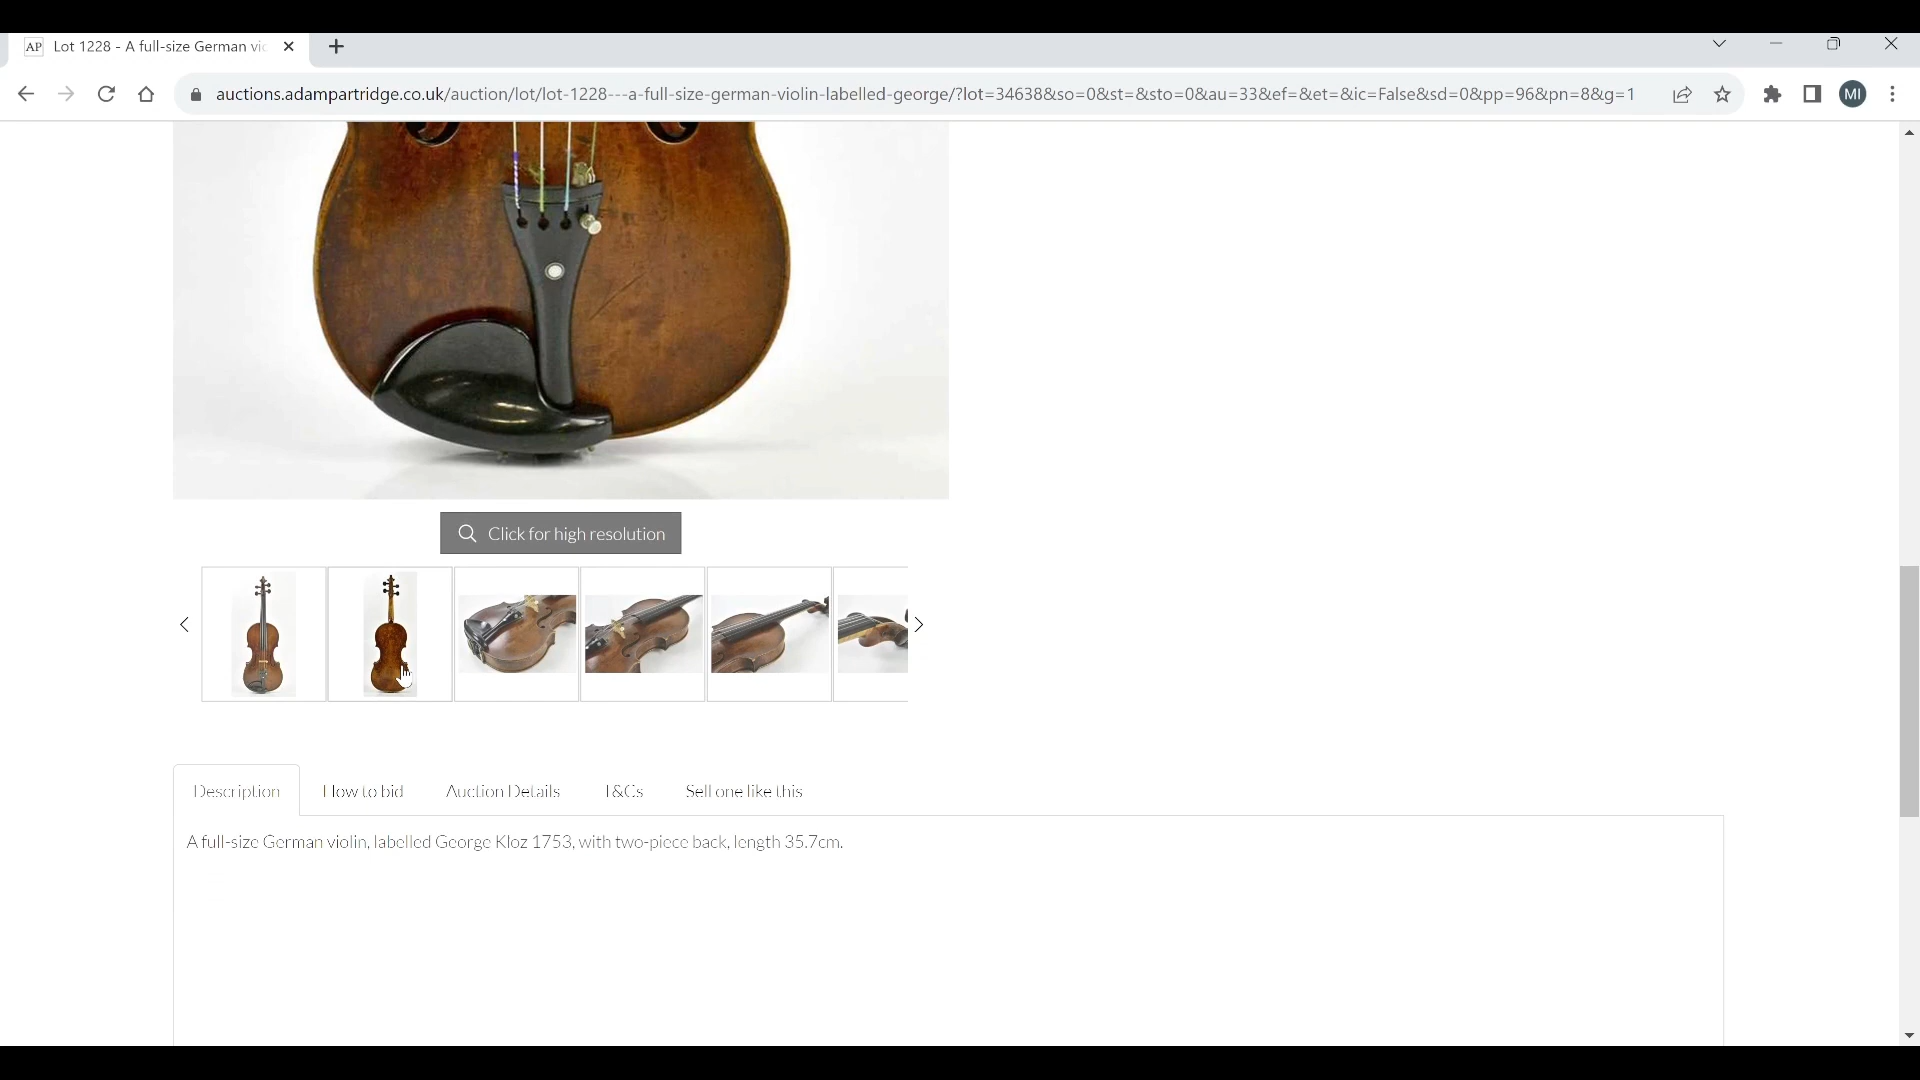 AP Lot 1228 - A full-size German vio
auctions.adampartridge.co.uk/auction/lot/lot-1228---a-full-size-german-violin-labelled-george/?lot=34638&so=0&st=&sto=0&au=33&ef=&et=&ic=False&sd=0&pp=96&pn=8&g=1
MI
Click for high resolution
Description How to bid Auction Details T&Cs Sell one like this
A full-size German violin, labelled George Kloz 1753, with two-piece back, length 35.7cm.